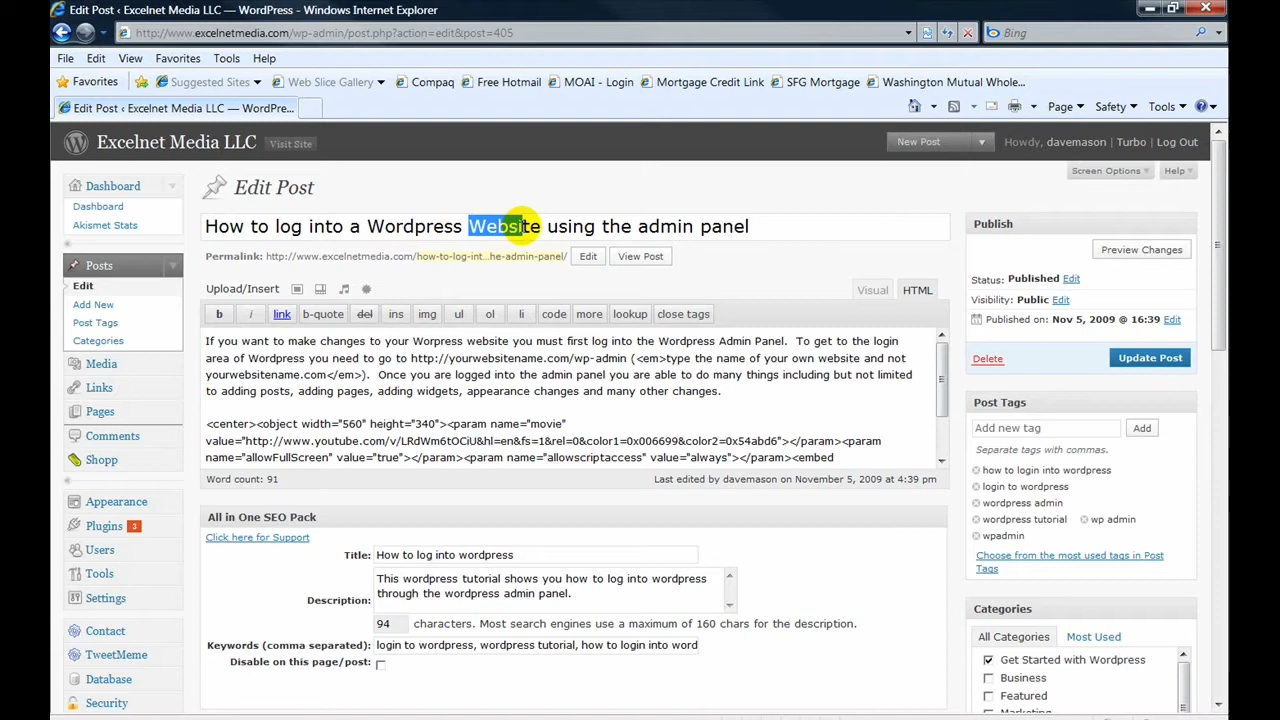 Edit Post ‹ Excelnet Media LLC — WordPress - Windows Internet Explorer
http://www.excelnetmedia.com/wp-admin/post.php?action=edit&post=405
Bing
File Edit View Favorites Tools Help
Favorites Suggested Sites Web Slice Gallery Compaq Free Hotmail MOAI - Login Mortgage Credit Link SFG Mortgage Washington Mutual Whole...
Edit Post ‹ Excelnet Media LLC — WordPre...
Page Safety Tools
Excelnet Media LLC Visit Site New Post Howdy, davemason | Turbo | Log Out
Screen Options Help
Dashboard
Dashboard
Akismet Stats
Posts
Edit
Add New
Post Tags
Categories
Media
Links
Pages
Comments
Shopp
Appearance
Plugins 3
Users
Tools
Settings
Contact
TweetMeme
Database
Security
Edit Post
How to log into a Wordpress Website using the admin panel
Permalink: http://www.excelnetmedia.com/how-to-log-int...he-admin-panel/ Edit View Post
Upload/Insert Visual HTML
b i link b-quote del ins img ul ol li code more lookup close tags
If you want to make changes to your Worpress website you must first log into the Wordpress Admin Panel. To get to the login
area of Wordpress you need to go to http://yourwebsitename.com/wp-admin (<em>type the name of your own website and not
yourwebsitename.com</em>). Once you are logged into the admin panel you are able to do many things including but not limited
to adding posts, adding pages, adding widgets, appearance changes and many other changes.
<center><object width="560" height="340"><param name="movie"
value="http://www.youtube.com/v/LRdWm6tOCiU&hl=en&fs=1&rel=0&color1=0x006699&color2=0x54abd6"></param><param
name="allowFullScreen" value="true"></param><param name="allowscriptaccess" value="always"></param><embed
Word count: 91 Last edited by davemason on November 5, 2009 at 4:39 pm
All in One SEO Pack
Click here for Support
Title: How to log into wordpress
Description: This wordpress tutorial shows you how to log into wordpress
through the wordpress admin panel.
94 characters. Most search engines use a maximum of 160 chars for the description.
Keywords (comma separated): login to wordpress, wordpress tutorial, how to login into word
Disable on this page/post:
Publish
Preview Changes
Status: Published Edit
Visibility: Public Edit
Published on: Nov 5, 2009 @ 16:39 Edit
Delete Update Post
Post Tags
Add new tag Add
Separate tags with commas.
how to login into wordpress
login to wordpress
wordpress admin
wordpress tutorial wp admin
wpadmin
Choose from the most used tags in Post
Tags
Categories
All Categories Most Used
Get Started with Wordpress
Business
Featured
Marketing